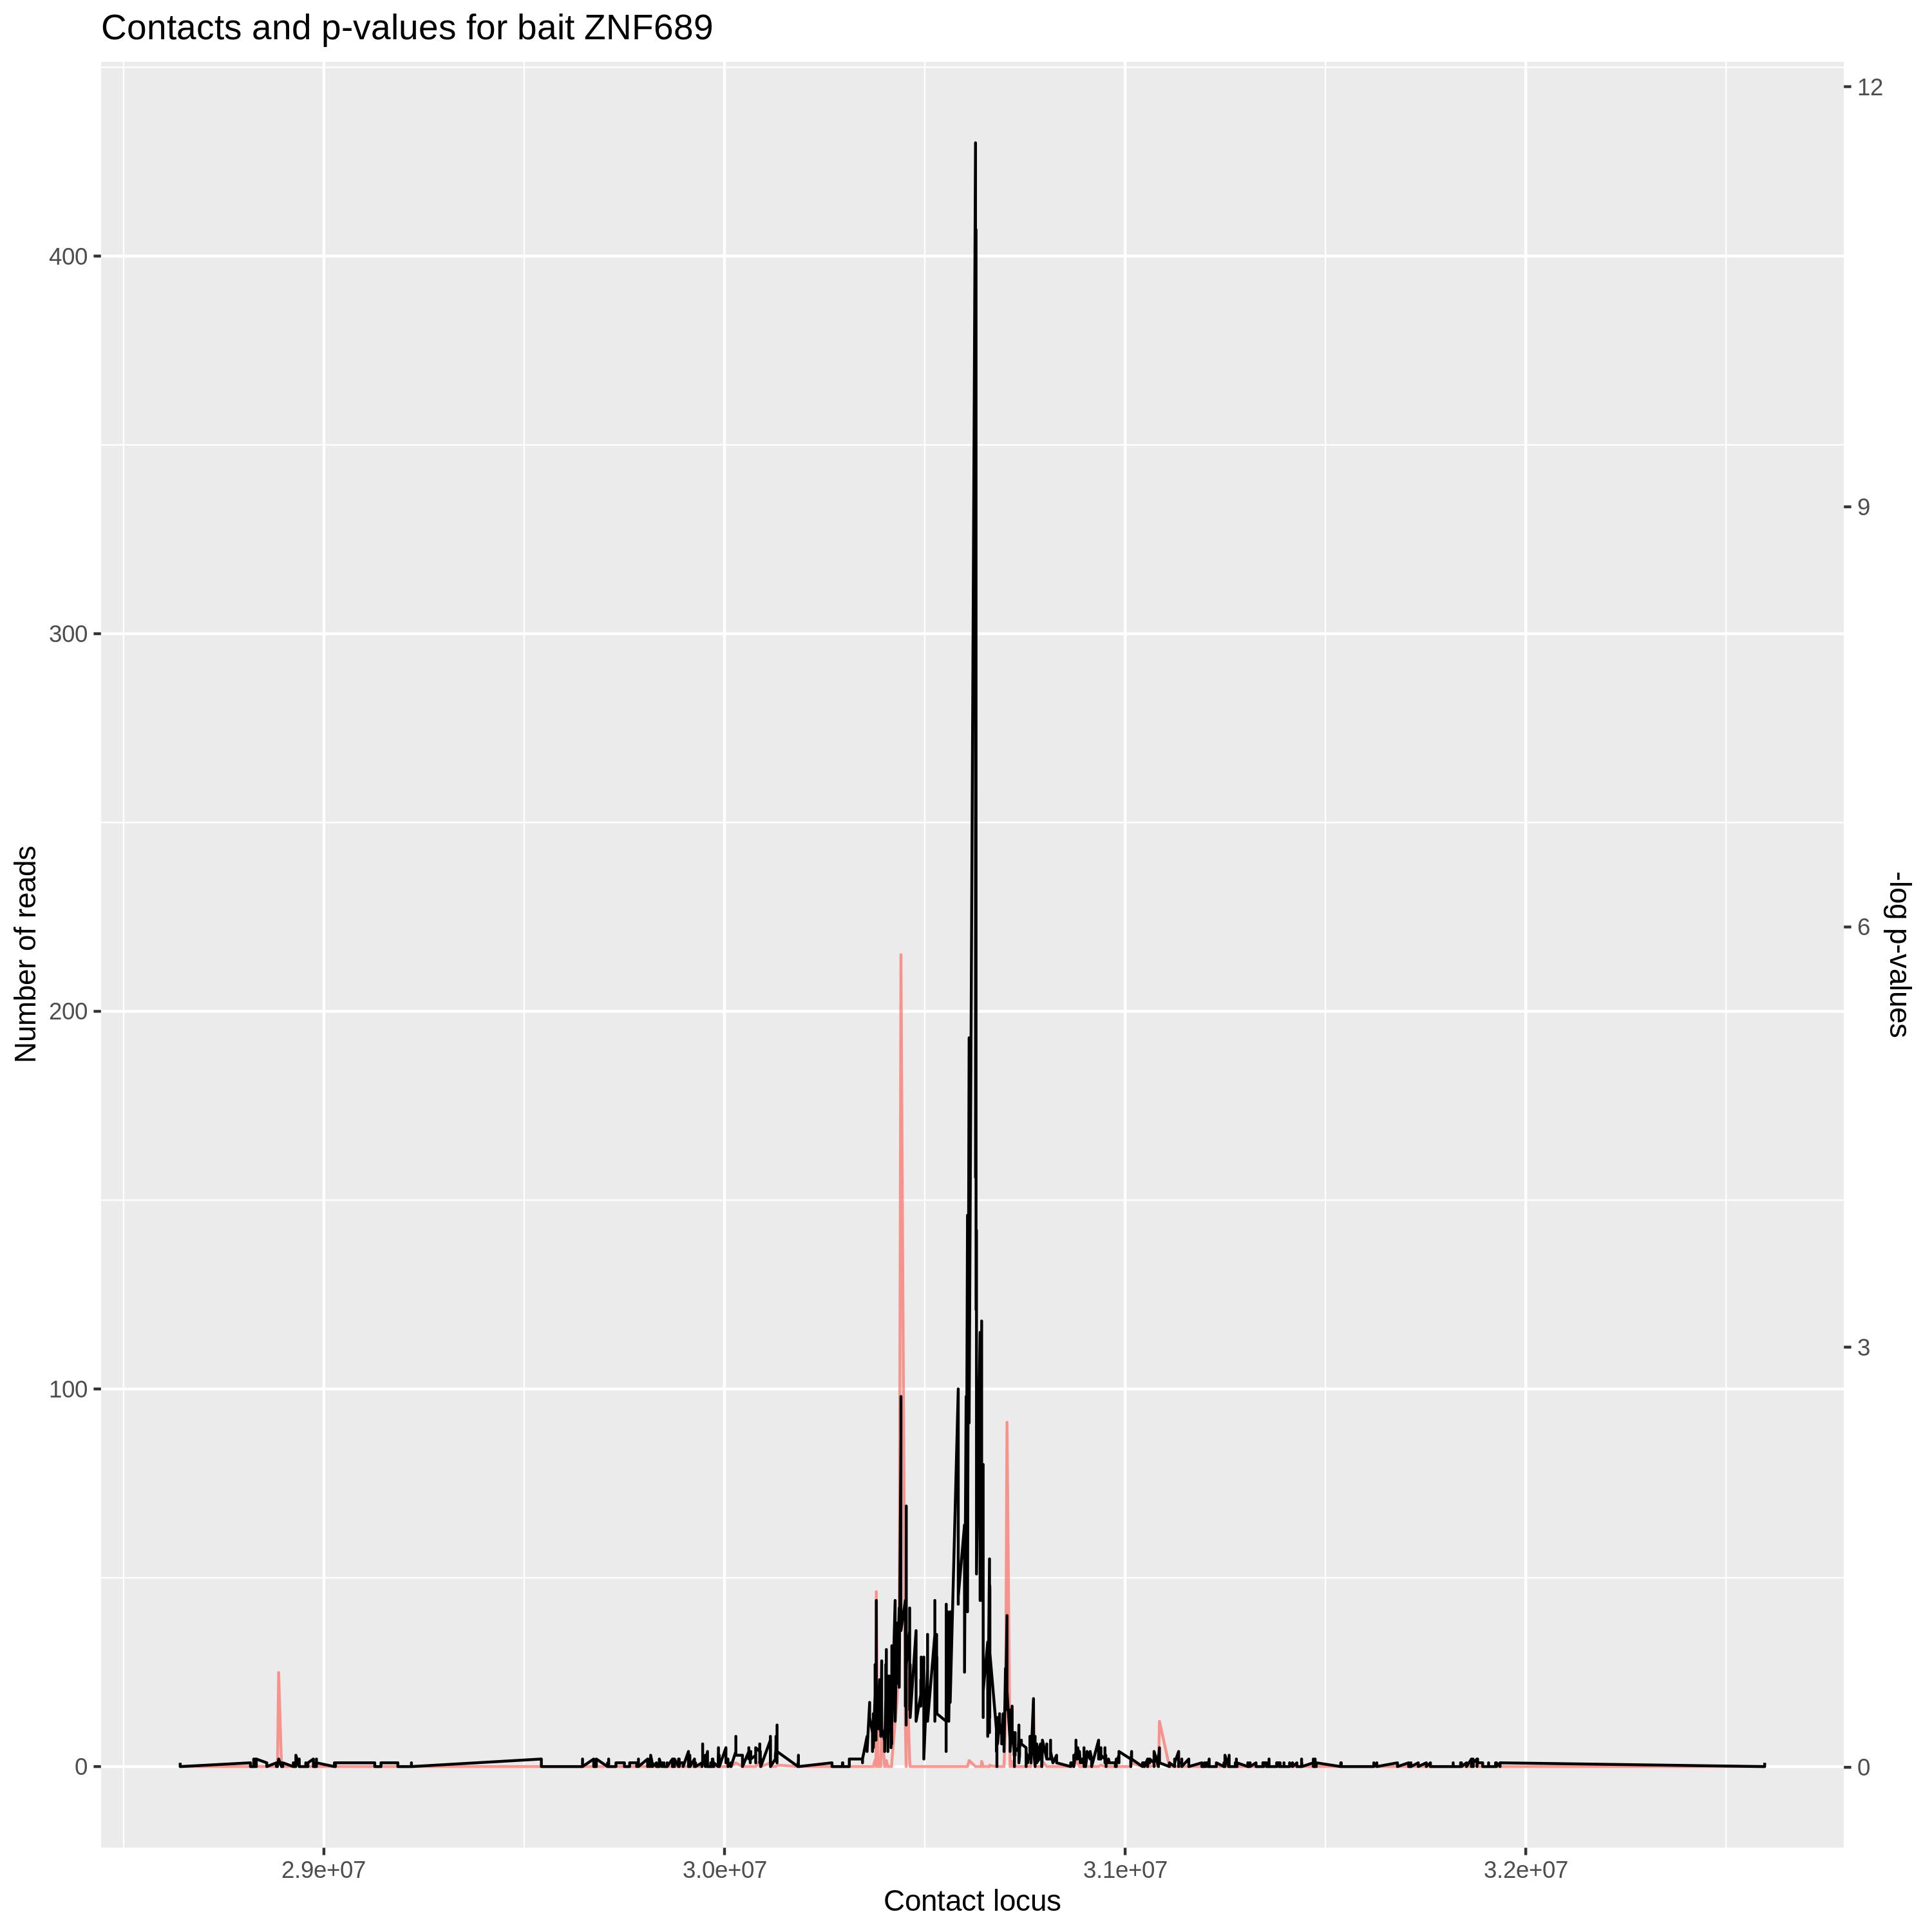 Contacts and p-values for bait ZNF689
Number of reads
400
300
200
100
0
12
9
6
3
0
-log p-values
2.9e+07
3.0e+07
3.1e+07
3.2e+07
Contact locus